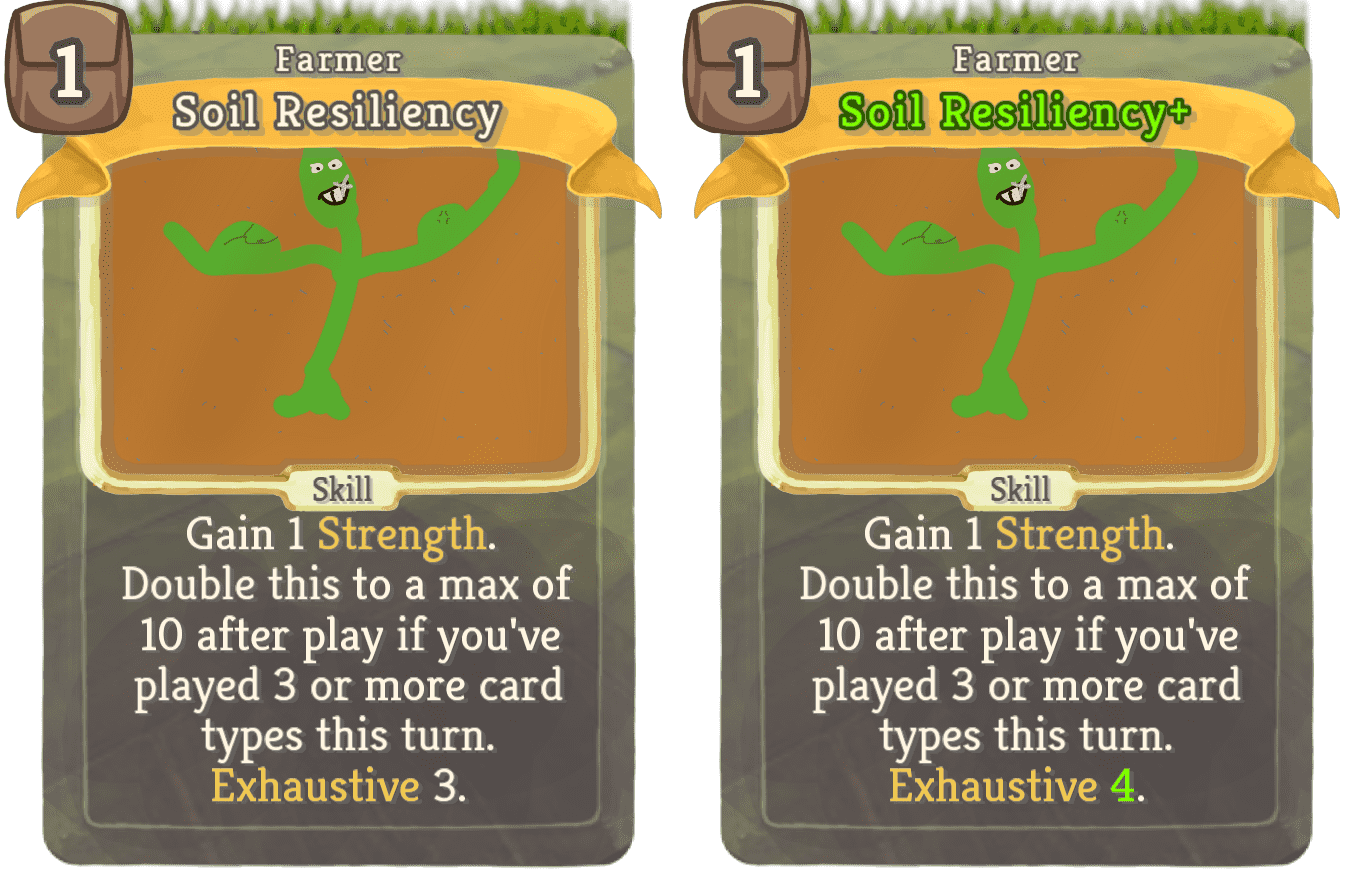 1
Farmer
Soil Resiliency
Skill
Gain 1 Strength.
Double this to a max of
10 after play if you've
played 3 or more card
types this turn.
Exhaustive 3.
1
Farmer
Soil Resiliency+
Skill
Gain 1 Strength.
Double this to a max of
10 after play if you've
played 3 or more card
types this turn.
Exhaustive 4.